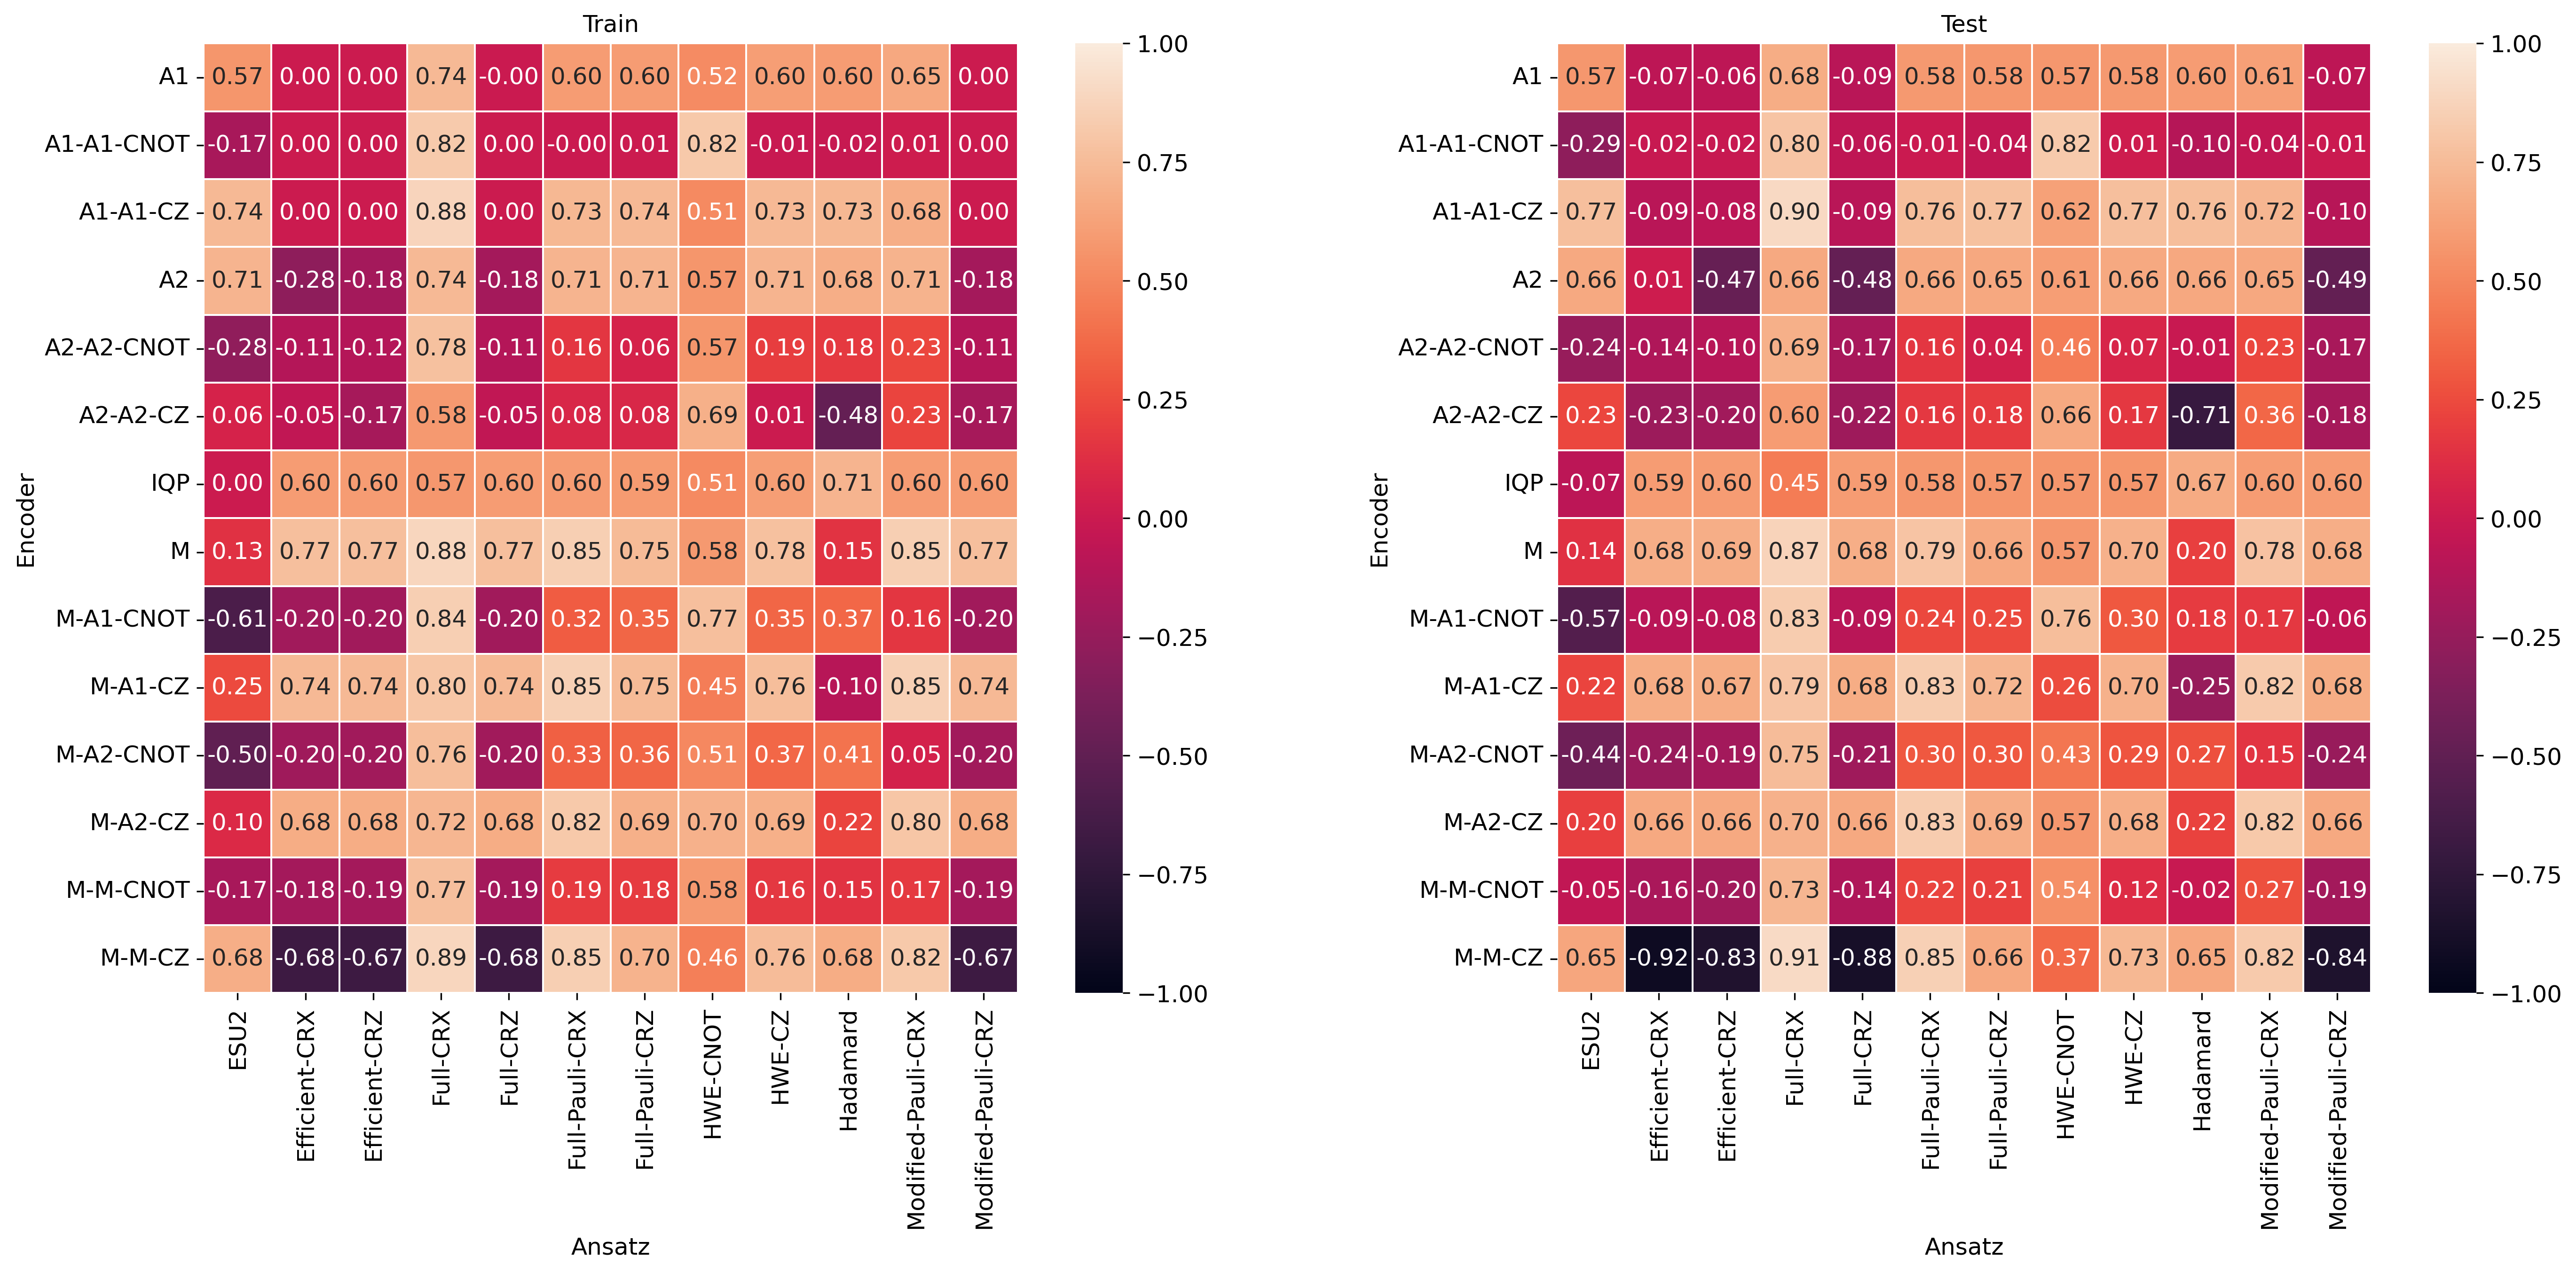 Train
A1 0.57 0.00 0.00 0.74 -0.00 0.60 0.60 0.52 0.60 0.60 0.65 0.00
A1-A1-CNOT -0.17 0.00 0.00 0.82 0.00 -0.00 0.01 0.82 -0.01 -0.02 0.01 0.00
A1-A1-CZ 0.74 0.00 0.00 0.88 0.00 0.73 0.74 0.51 0.73 0.73 0.68 0.00
A2 0.71 -0.28 -0.18 0.74 -0.18 0.71 0.71 0.57 0.71 0.68 0.71 -0.18
A2-A2-CNOT -0.28 -0.11 -0.12 0.78 -0.11 0.16 0.06 0.57 0.19 0.18 0.23 -0.11
A2-A2-CZ 0.06 -0.05 -0.17 0.58 -0.05 0.08 0.08 0.69 0.01 -0.48 0.23 -0.17
IQP 0.00 0.60 0.60 0.57 0.60 0.60 0.59 0.51 0.60 0.71 0.60 0.60
M 0.13 0.77 0.77 0.88 0.77 0.85 0.75 0.58 0.78 0.15 0.85 0.77
M-A1-CNOT -0.61 -0.20 -0.20 0.84 -0.20 0.32 0.35 0.77 0.35 0.37 0.16 -0.20
M-A1-CZ 0.25 0.74 0.74 0.80 0.74 0.85 0.75 0.45 0.76 -0.10 0.85 0.74
M-A2-CNOT -0.50 -0.20 -0.20 0.76 -0.20 0.33 0.36 0.51 0.37 0.41 0.05 -0.20
M-A2-CZ 0.10 0.68 0.68 0.72 0.68 0.82 0.69 0.70 0.69 0.22 0.80 0.68
M-M-CNOT -0.17 -0.18 -0.19 0.77 -0.19 0.19 0.18 0.58 0.16 0.15 0.17 -0.19
M-M-CZ 0.68 -0.68 -0.67 0.89 -0.68 0.85 0.70 0.46 0.76 0.68 0.82 -0.67
Encoder
ESU2
Efficient-CRX
Efficient-CRZ
Full-CRX
Full-CRZ
Full-Pauli-CRX
Full-Pauli-CRZ
HWE-CNOT
HWE-CZ
Hadamard
Modified-Pauli-CRX
Modified-Pauli-CRZ
Ansatz
1.00
0.75
0.50
0.25
0.00
−0.25
−0.50
−0.75
−1.00
Test
A1 0.57 -0.07 -0.06 0.68 -0.09 0.58 0.58 0.57 0.58 0.60 0.61 -0.07
A1-A1-CNOT -0.29 -0.02 -0.02 0.80 -0.06 -0.01 -0.04 0.82 0.01 -0.10 -0.04 -0.01
A1-A1-CZ 0.77 -0.09 -0.08 0.90 -0.09 0.76 0.77 0.62 0.77 0.76 0.72 -0.10
A2 0.66 0.01 -0.47 0.66 -0.48 0.66 0.65 0.61 0.66 0.66 0.65 -0.49
A2-A2-CNOT -0.24 -0.14 -0.10 0.69 -0.17 0.16 0.04 0.46 0.07 -0.01 0.23 -0.17
A2-A2-CZ 0.23 -0.23 -0.20 0.60 -0.22 0.16 0.18 0.66 0.17 -0.71 0.36 -0.18
IQP -0.07 0.59 0.60 0.45 0.59 0.58 0.57 0.57 0.57 0.67 0.60 0.60
M 0.14 0.68 0.69 0.87 0.68 0.79 0.66 0.57 0.70 0.20 0.78 0.68
M-A1-CNOT -0.57 -0.09 -0.08 0.83 -0.09 0.24 0.25 0.76 0.30 0.18 0.17 -0.06
M-A1-CZ 0.22 0.68 0.67 0.79 0.68 0.83 0.72 0.26 0.70 -0.25 0.82 0.68
M-A2-CNOT -0.44 -0.24 -0.19 0.75 -0.21 0.30 0.30 0.43 0.29 0.27 0.15 -0.24
M-A2-CZ 0.20 0.66 0.66 0.70 0.66 0.83 0.69 0.57 0.68 0.22 0.82 0.66
M-M-CNOT -0.05 -0.16 -0.20 0.73 -0.14 0.22 0.21 0.54 0.12 -0.02 0.27 -0.19
M-M-CZ 0.65 -0.92 -0.83 0.91 -0.88 0.85 0.66 0.37 0.73 0.65 0.82 -0.84
Encoder
ESU2
Efficient-CRX
Efficient-CRZ
Full-CRX
Full-CRZ
Full-Pauli-CRX
Full-Pauli-CRZ
HWE-CNOT
HWE-CZ
Hadamard
Modified-Pauli-CRX
Modified-Pauli-CRZ
Ansatz
1.00
0.75
0.50
0.25
0.00
−0.25
−0.50
−0.75
−1.00